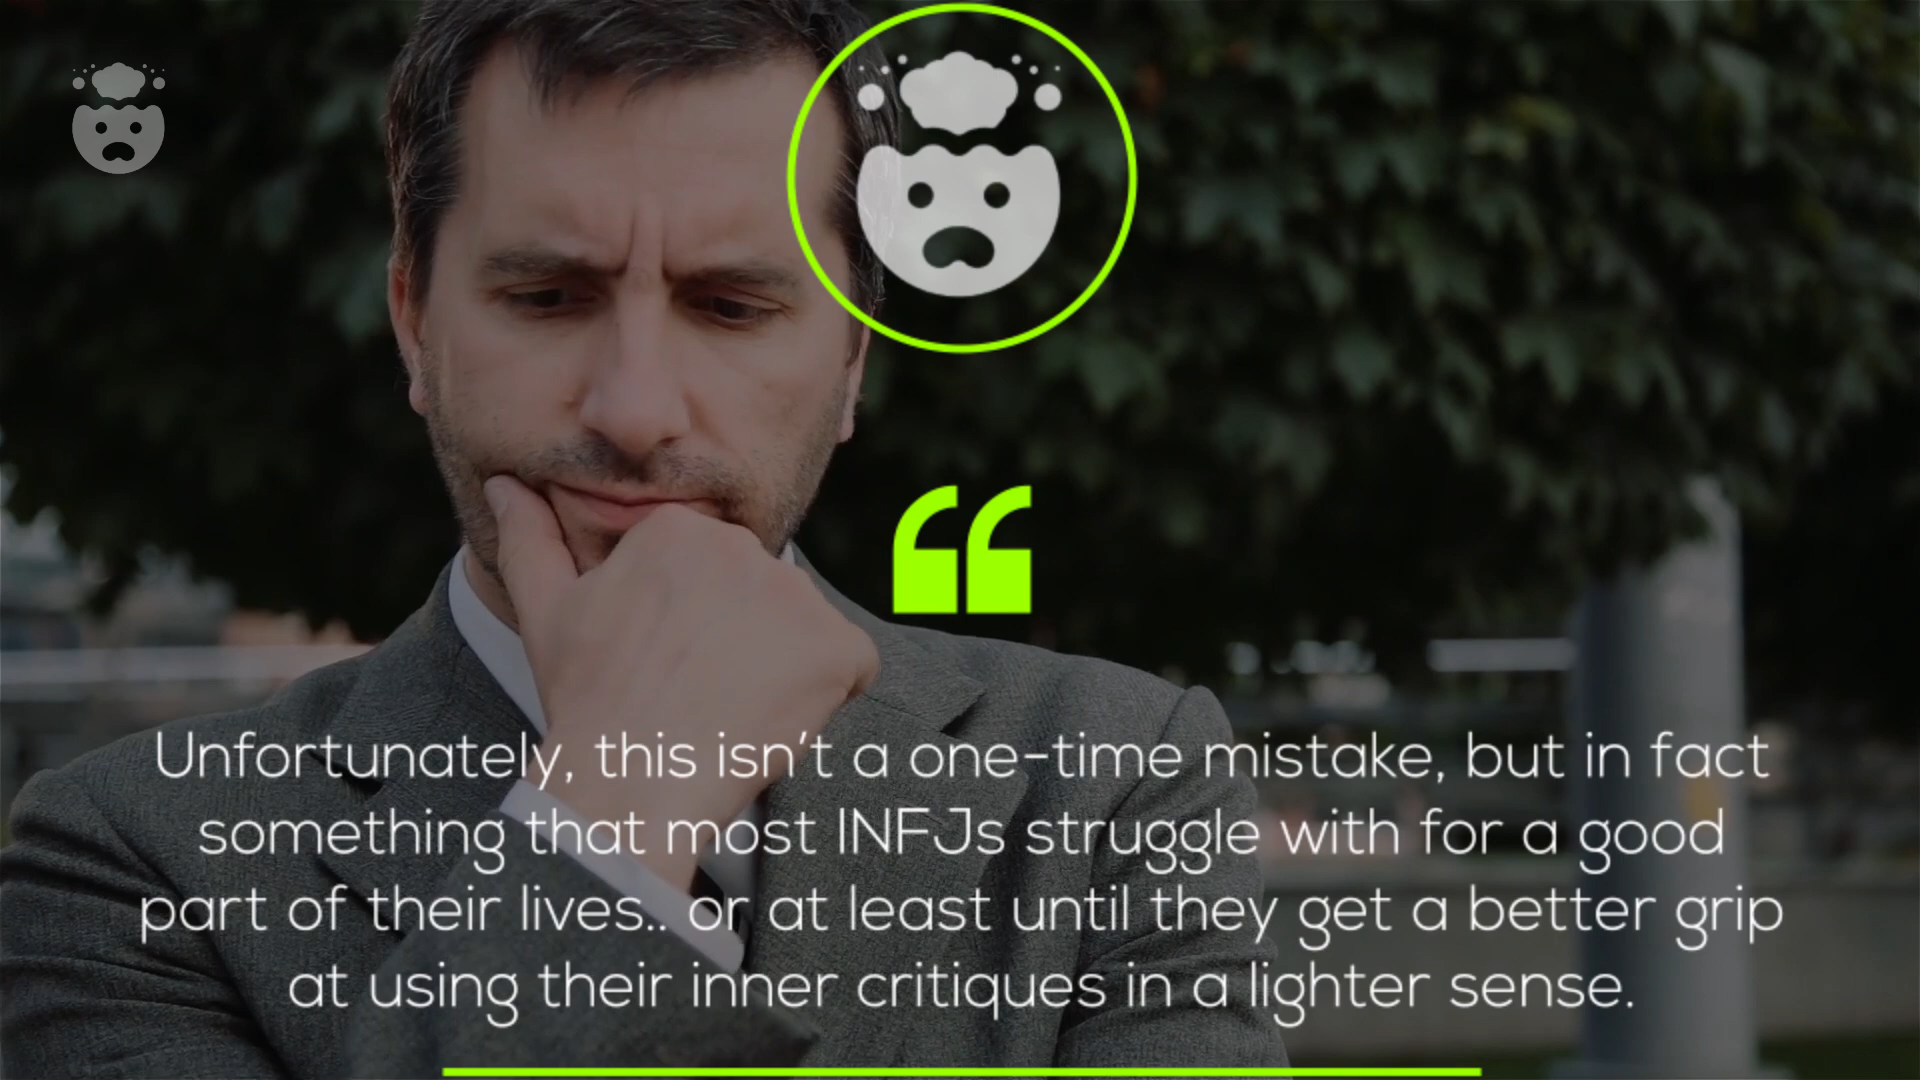 Unfortunately, this isn't a one-time mistake, but in fact
something that most INFJs struggle with for a good
part of their lives.. or at least until they get a better grip
at using their inner critiques in a lighter sense.